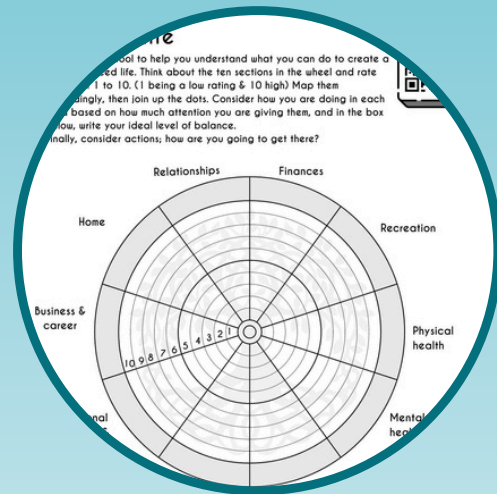 ool to help you understand what you can do to create a
ed life. Think about the ten sections in the wheel and rate
1 to 10. (1 being a low rating & 10 high) Map them
dingly, then join up the dots. Consider how you are doing in each
based on how much attention you are giving them, and in the box
low, write your ideal level of balance.
inally, consider actions; how are you going to get there?
Relationships
Finances
Home
Recreation
Business &
career
Physical
health
10 9 8 7 6 5 4 3 2 1
Mental
hea
onal